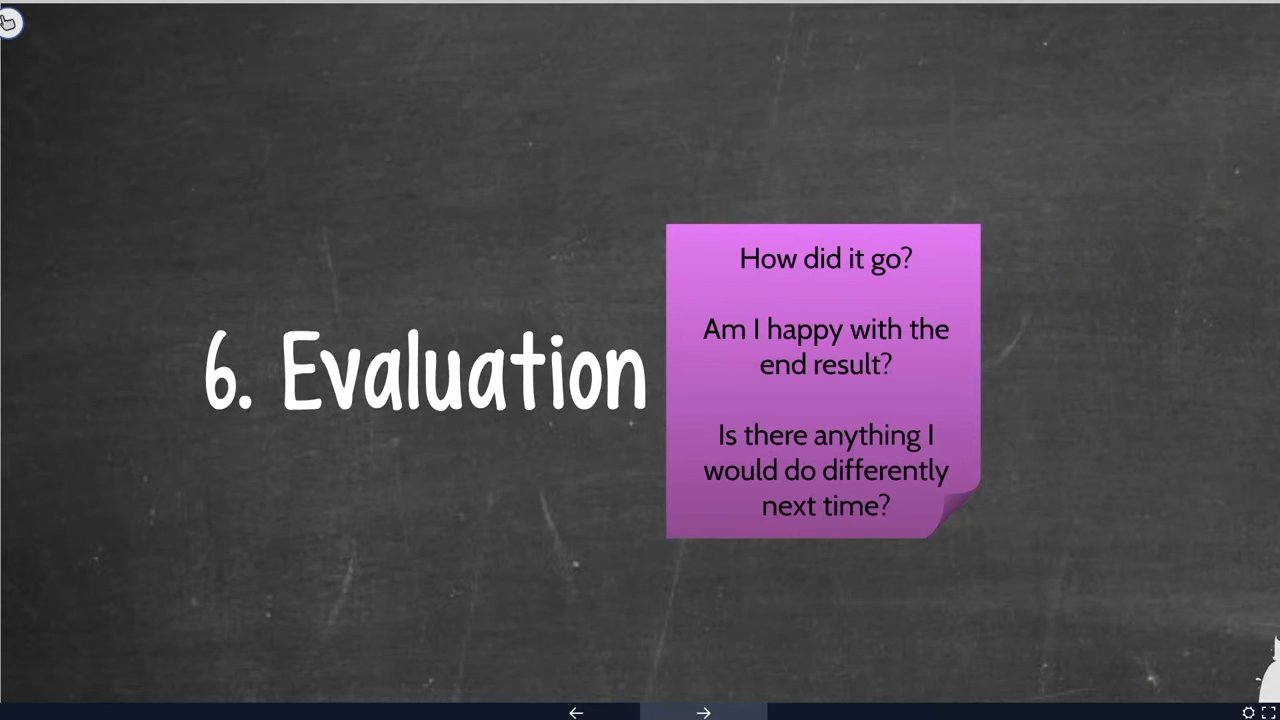 6. Evaluation
How did it go?
Am I happy with the
end result?
Is there anything I
would do differently
next time?